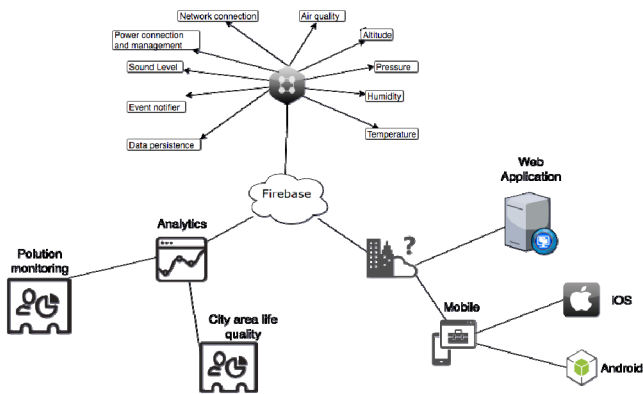 Network connection
Air quality
Power connection
and management
Altitude
Sound Level
Pressure
Event notifier
Humidity
Data persistence
Temperature
Firebase
Web
Application
Analytics
?
Polution
monitoring
Mobile
iOS
City area life
quality
Android